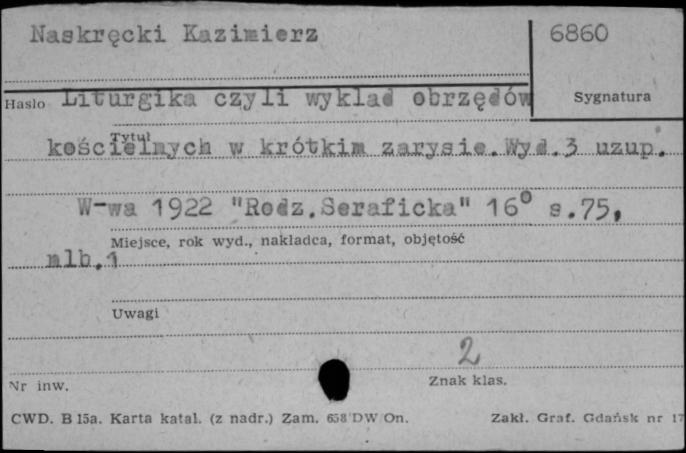 Naskręcki Kazimierz
6860
Hasło Liturgika czyli wykład obrzędów
Sygnatura
Tytuł
kościelnych w krótkim zarysie.Wyd.3 uzup.
W-wa 1922 "Rodz.Seraficka" 16° s.75,
Miejsce, rok wyd., nakładca, format, objętość
nlb.1
Uwagi
2
Nr inw.
Znak klas.
CWD. B 15a. Karta katal. (z nadr.) Zam. 658 DW On.
Zakł. Graf. Gdańsk nr 17